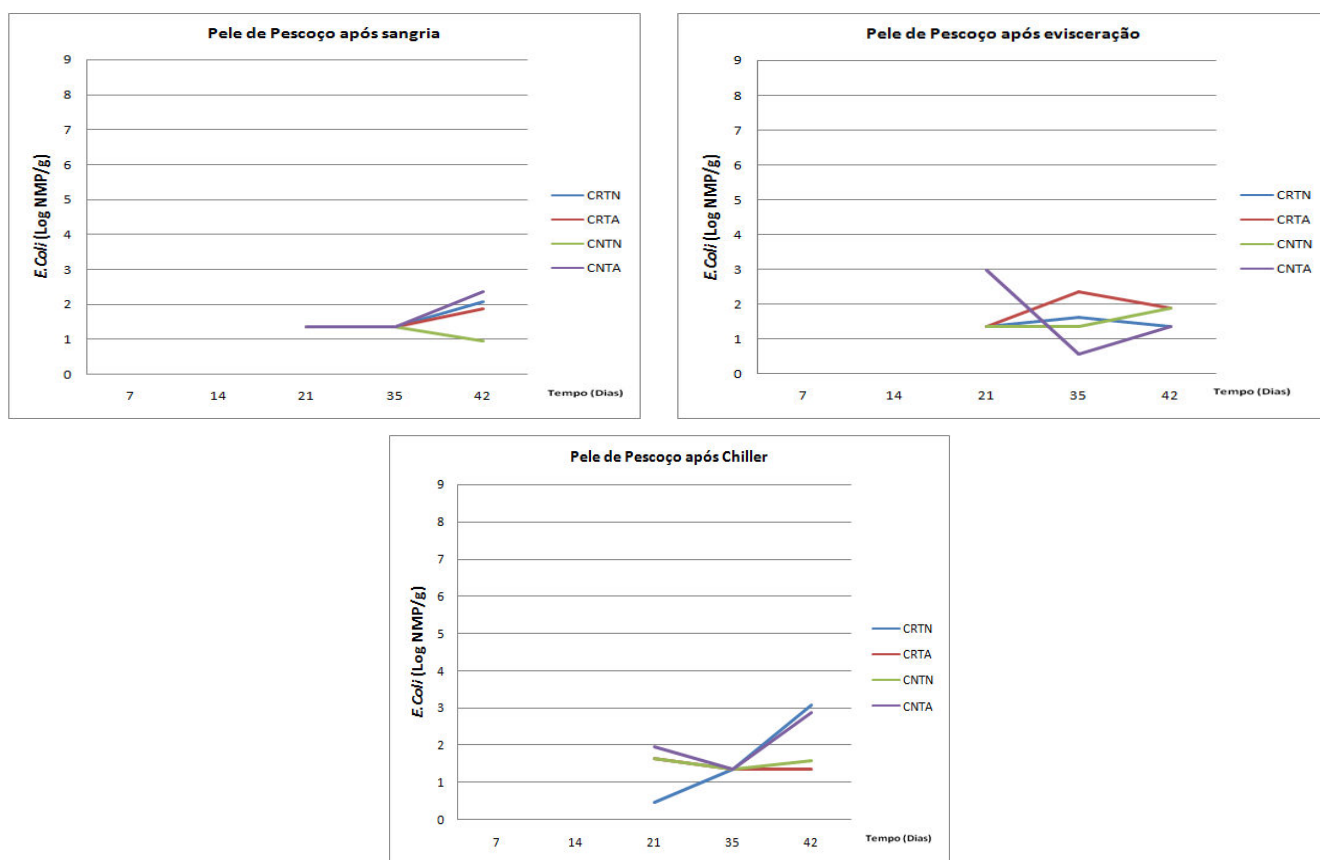 Pele de Pescoço após sangria
9
8
7
6
5
4
3
2
1
0
E.Coli (Log NMP/g)
7 14 21 35 42 Tempo (Dias)
CRTN
CRTA
CNTN
CNTA
Pele de Pescoço após evisceração
9
8
7
6
5
4
3
2
1
0
E.Coli (Log NMP/g)
7 14 21 35 42 Tempo (Dias)
CRTN
CRTA
CNTN
CNTA
Pele de Pescoço após Chiller
9
8
7
6
5
4
3
2
1
0
E.Coli (Log NMP/g)
7 14 21 35 42 Tempo (Dias)
CRTN
CRTA
CNTN
CNTA